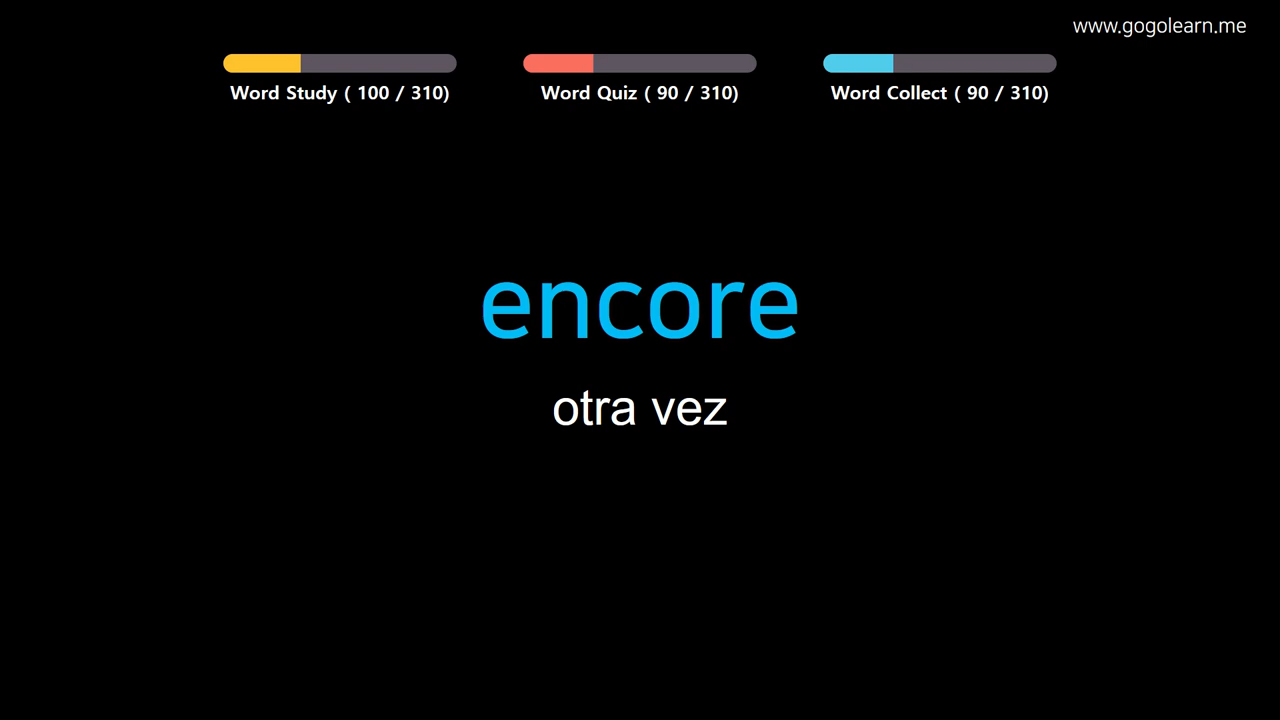 www.gogolearn.me
Word Study ( 100 / 310)
Word Quiz ( 90 / 310)
Word Collect ( 90 / 310)
encore
otra vez